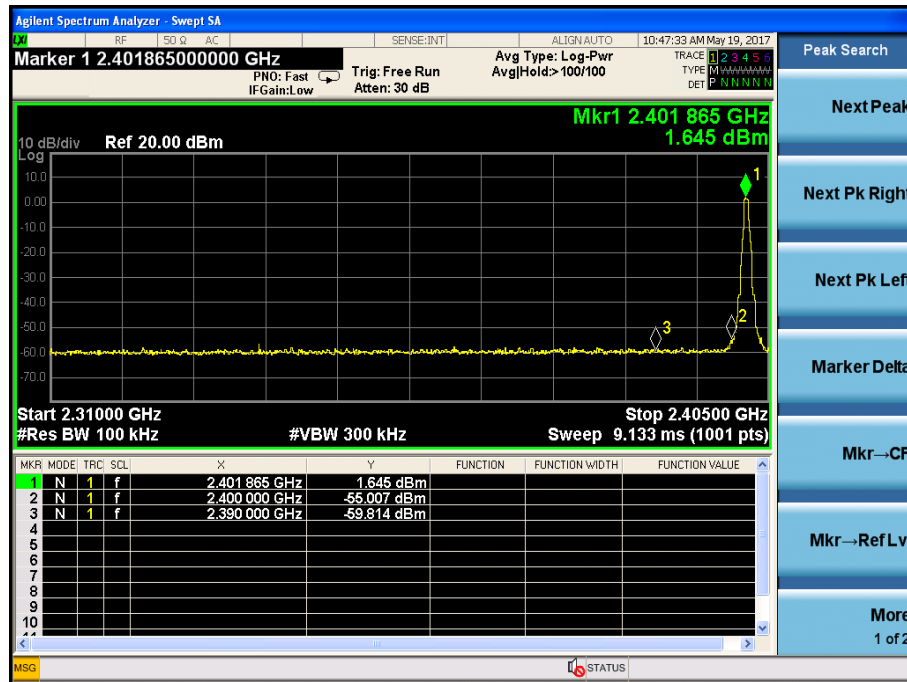 Agilent Spectrum Analyzer - Swept SA
LXI RF 50 Ω AC SENSE:INT ALIGN AUTO 10:47:33 AM May 19, 2017
Marker 1 2.401865000000 GHz
PNO: Fast
IFGain:Low
Trig: Free Run
Atten: 30 dB
Avg Type: Log-Pwr
Avg|Hold:>100/100
TRACE 1 2 3 4 5 6
TYPE M WWWWW
DET P N N N N N
Peak Search
Mkr1 2.401 865 GHz
1.645 dBm
10 dB/div Ref 20.00 dBm
Log
10.0
0.00
-10.0
-20.0
-30.0
-40.0
-50.0
-60.0
-70.0
1
2
3
Start 2.31000 GHz Stop 2.40500 GHz
#Res BW 100 kHz #VBW 300 kHz Sweep 9.133 ms (1001 pts)
MKR MODE TRC SCL X Y FUNCTION FUNCTION WIDTH FUNCTION VALUE
1 N 1 f 2.401 865 GHz 1.645 dBm
2 N 1 f 2.400 000 GHz -55.007 dBm
3 N 1 f 2.390 000 GHz -59.814 dBm
4
5
6
7
8
9
10
11
Next Peak
Next Pk Right
Next Pk Left
Marker Delta
Mkr→CF
Mkr→Ref Lv
More
1 of 2
MSG STATUS